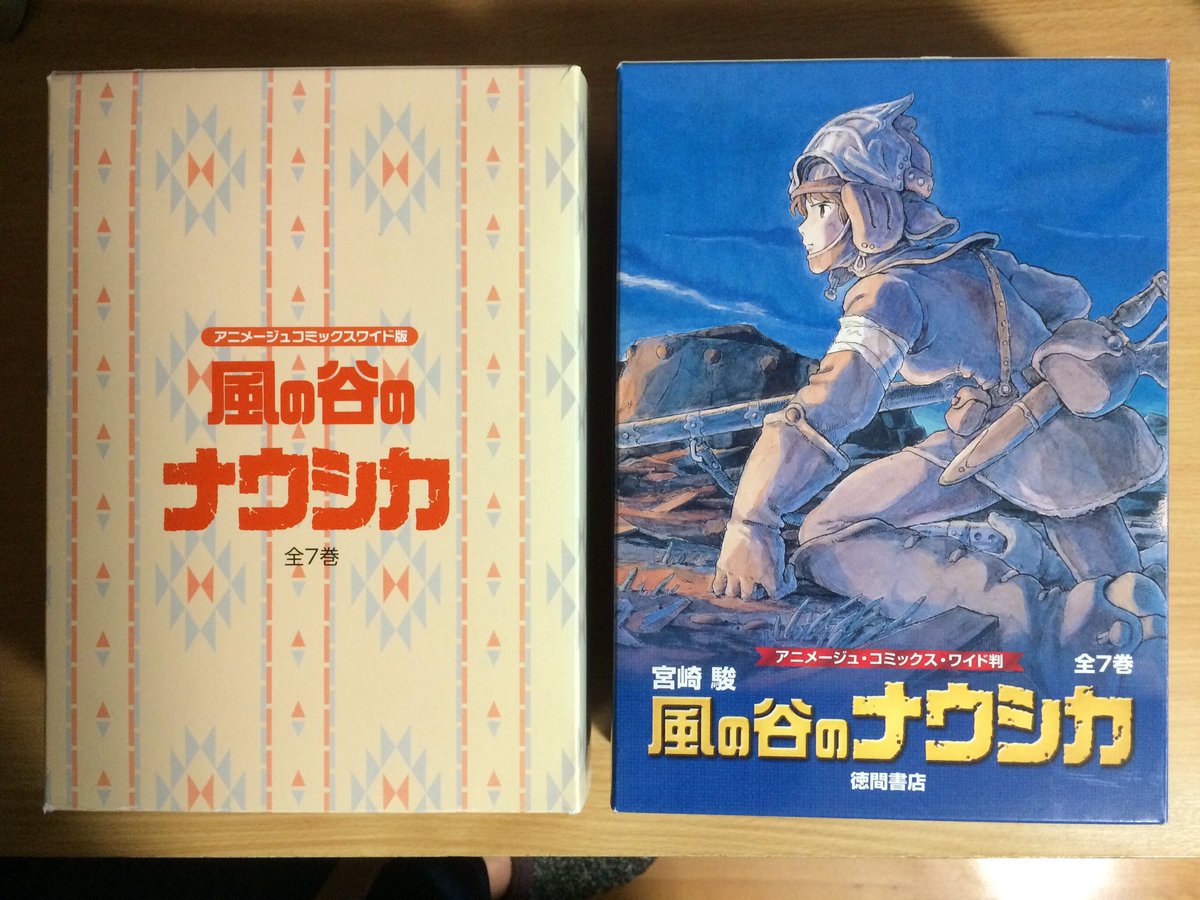 アニメージュコミックスワイド版
風の谷の
ナウシカ
全7巻
アニメージュ・コミックス・ワイド判
全7巻
宮崎 駿
風の谷のナウシカ
徳間書店